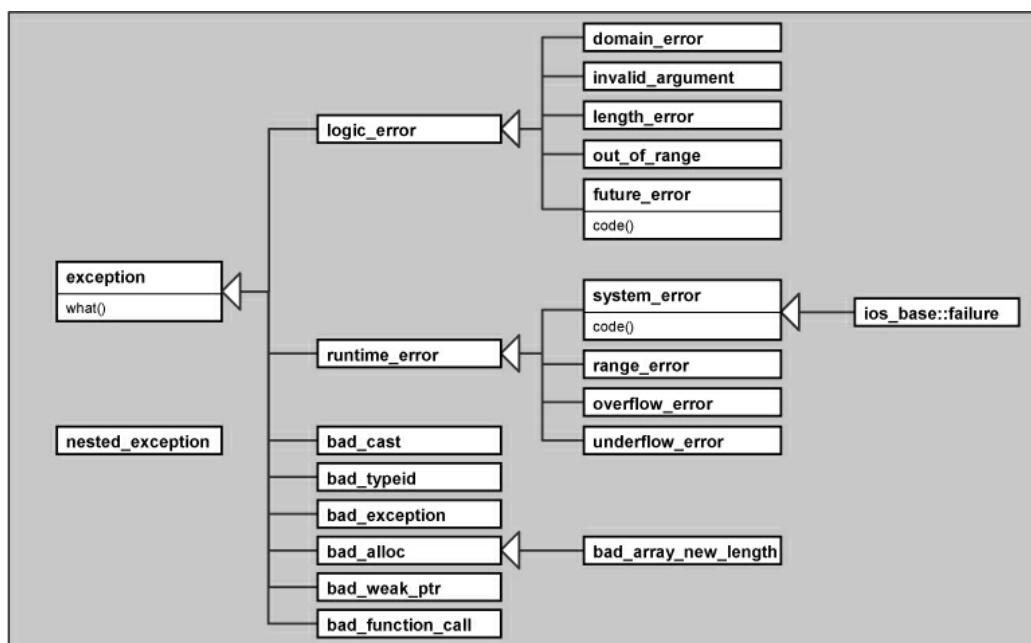 domain_error
invalid_argument
logic_error
length_error
out_of_range
future_error
code()
exception
what()
system_error
code()
ios_base::failure
runtime_error
range_error
overflow_error
underflow_error
nested_exception
bad_cast
bad_typeid
bad_exception
bad_alloc
bad_array_new_length
bad_weak_ptr
bad_function_call